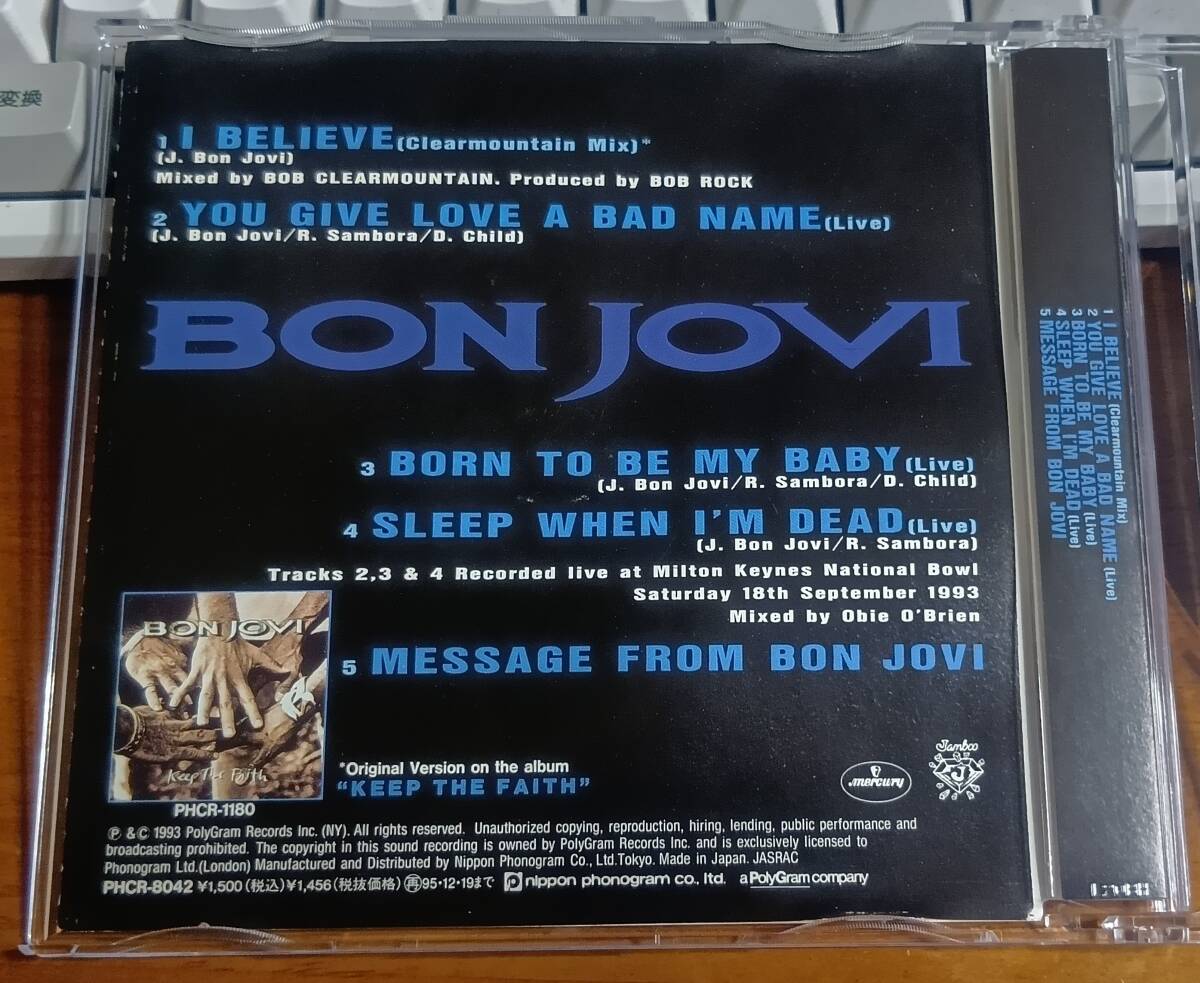 変換
1 I BELIEVE (Clearmountain Mix)*
(J. Bon Jovi)
Mixed by BOB CLEARMOUNTAIN. Produced by BOB ROCK
2 YOU GIVE LOVE A BAD NAME (Live)
(J. Bon Jovi/R. Sambora/D. Child)
BON JOVI
3 BORN TO BE MY BABY (Live)
(J. Bon Jovi/R. Sambora/D. Child)
4 SLEEP WHEN I'M DEAD (Live)
(J. Bon Jovi/R. Sambora)
Tracks 2,3 & 4 Recorded live at Milton Keynes National Bowl
Saturday 18th September 1993
Mixed by Obie O'Brien
5 MESSAGE FROM BON JOVI
BON JOVI
Keep The Faith
PHCR-1180
*Original Version on the album
"KEEP THE FAITH"
mercury
Jambco
J
℗ & © 1993 PolyGram Records Inc. (NY). All rights reserved. Unauthorized copying, reproduction, hiring, lending, public performance and
broadcasting prohibited. The copyright in this sound recording is owned by PolyGram Records Inc. and is exclusively licensed to
Phonogram Ltd.(London) Manufactured and Distributed by Nippon Phonogram Co., Ltd.Tokyo. Made in Japan. JASRAC
PHCR-8042 ¥1,500(税込)¥1,456(税抜価格) 再95・12・19まで nippon phonogram co., ltd. a PolyGram company
1 I BELIEVE (Clearmountain Mix)
2 YOU GIVE LOVE A BAD NAME (Live)
3 BORN TO BE MY BABY (Live)
4 SLEEP WHEN I'M DEAD (Live)
5 MESSAGE FROM BON JOVI